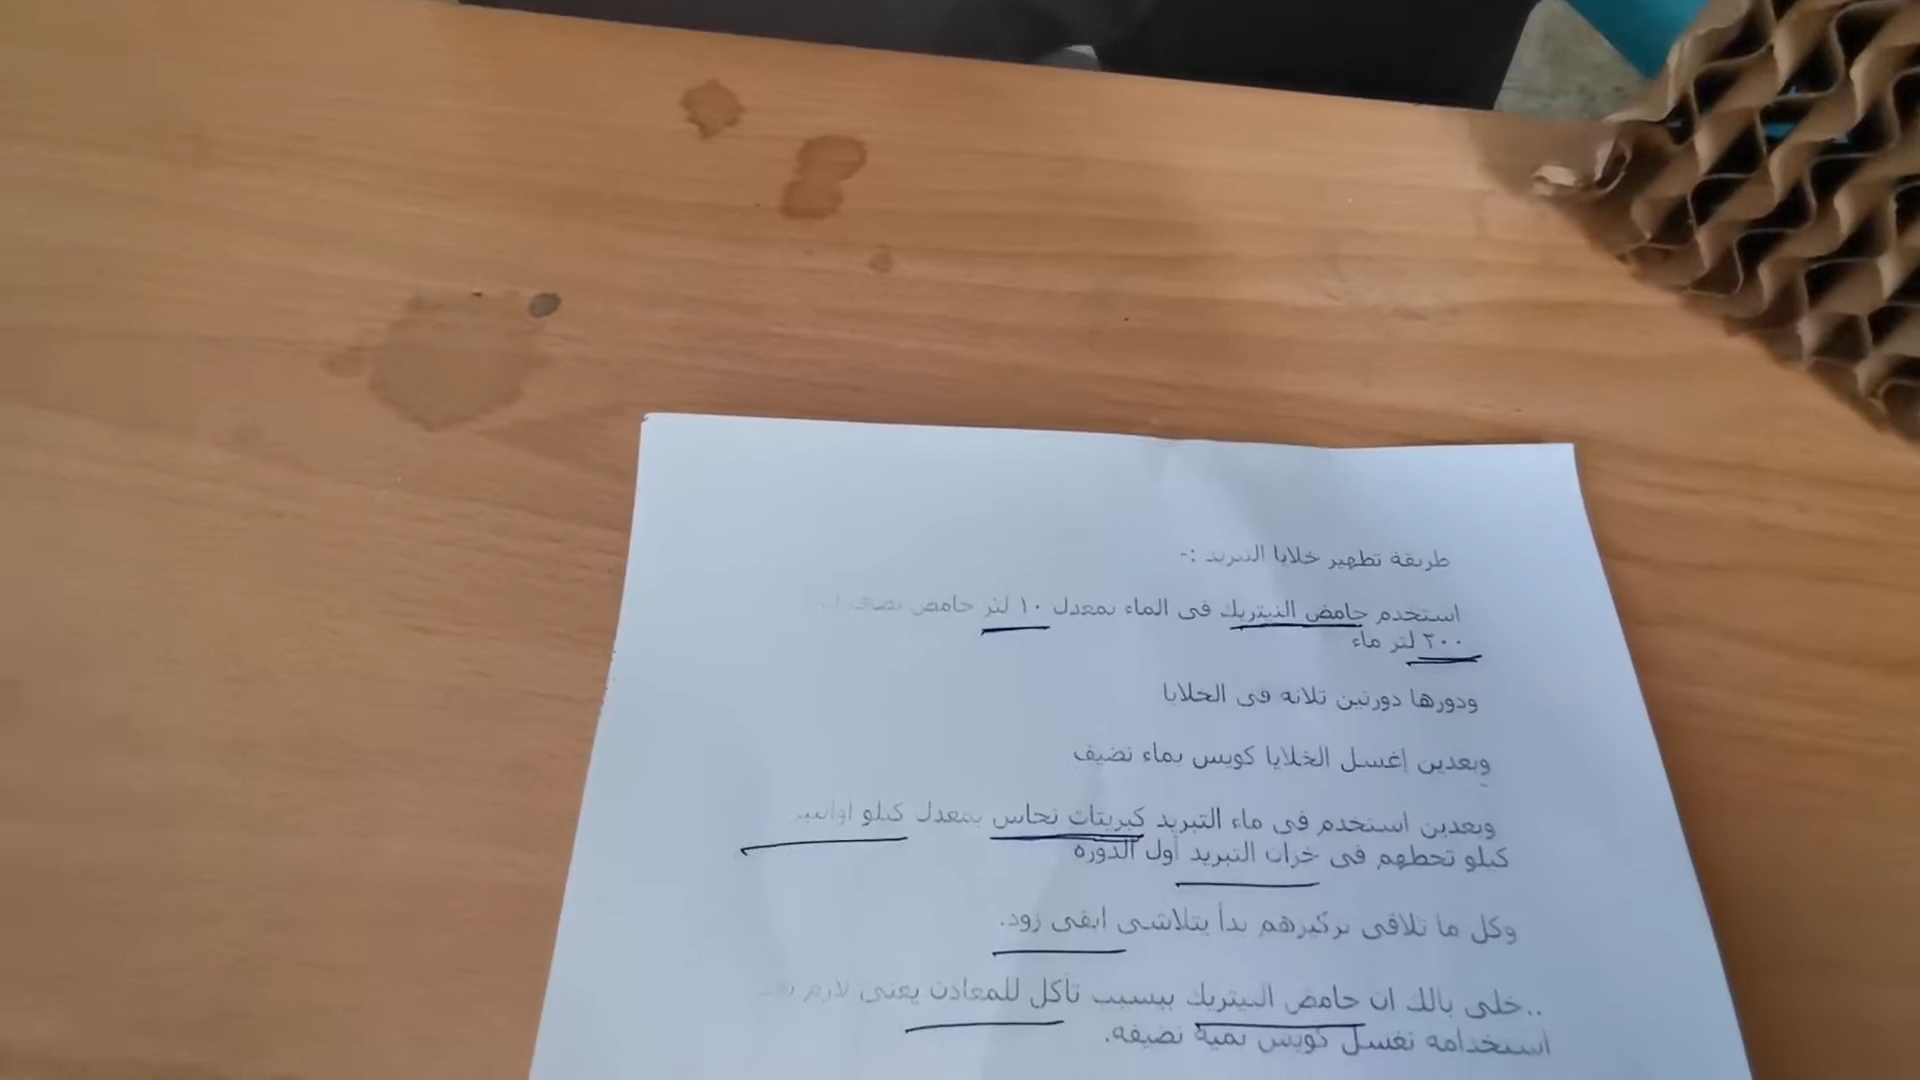 طريقة تطهير خلايا التبريد :-
استخدم حامض النيتريك فى الماء بمعدل ١٠ لتر حامض
٢٠٠ لتر ماء
ودورها دورتين تلاته فى الخلايا
وبعدين إغسل الخلايا كويس بماء نضيف
وبعدين استخدم فى ماء التبريد كبريتات نحاس بمعدل كيلو أواتنين
كيلو تحطهم فى خزان التبريد أول الدوره
وكل ما تلاقى تركيزهم بدأ يتلاشى ابقى زود.
..خلى بالك ان حامض النيتريك بيسبب تآكل للمعادن يعنى لازم
استخدامه تغسل كويس بمية نضيفه.